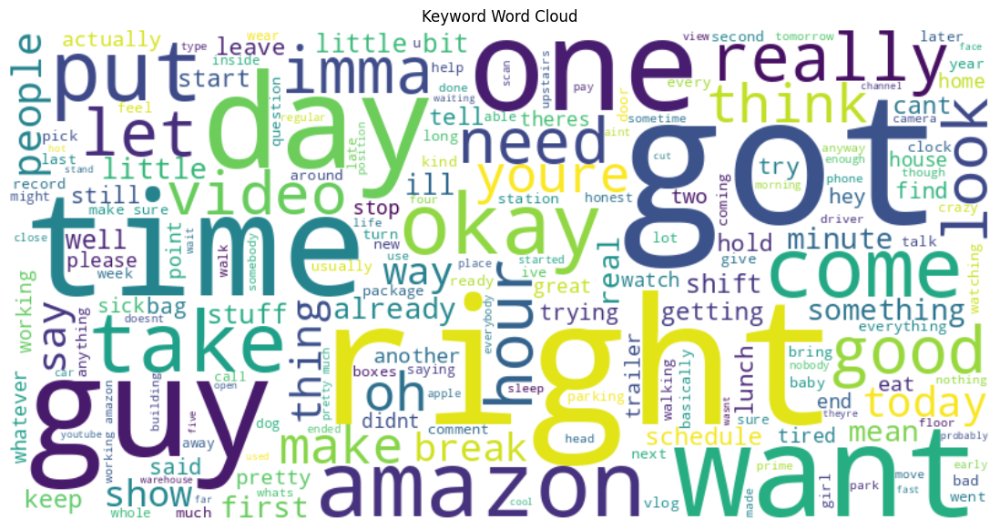 Keyword Word Cloud
people
actually
put
type
wear
leave
inside
start
little
u
bit
imma
help
one
scan
upstairs
view
second
tomorrow
really
later
face
year
home
channel
every
pay
door
think
cant
camera
look
let
feel
pick
day
question
regular
done
waiting
tell
able
theres
need
aint
sometime
got
cut
try
clock
house
anyway
enough
phone
though
last
stand
hot
record
might
little
around
late
position
long
kind
youre
morning
two
hey
find
crazy
still
make sure
video
ill
four
station
honest
stop
okay
coming
driver
talk
time
close
well
please
wait
week
point
walk
somebody
life
turn
usually
new
use
way
place
started
ive
ready
great
package
real
lot
watch
hold
give
shift
minute
come
watching
something
everything
working
sick
bag
stuff
already
thing
hour
everybody
right
trying
getting
trailer
say
anything
doesnt
take
another
boxes
saying
pretty much
oh
apple
sleep
parking
walking
basically
lunch
bring
baby
nobody
good
nothing
eat
whatever
guy
car
call
open
building
five
dog
ended
didnt
comment
head
wasnt
sure
end
theyre
floor
today
probably
youtube
working amazon
away
used
make
break
schedule
tired
mean
said
pretty
warehouse
show
far
whats
keep
whole
much
first
amazon
cool
next
vlog
made
prime
want
girl
park
move
fast
early
bad
went